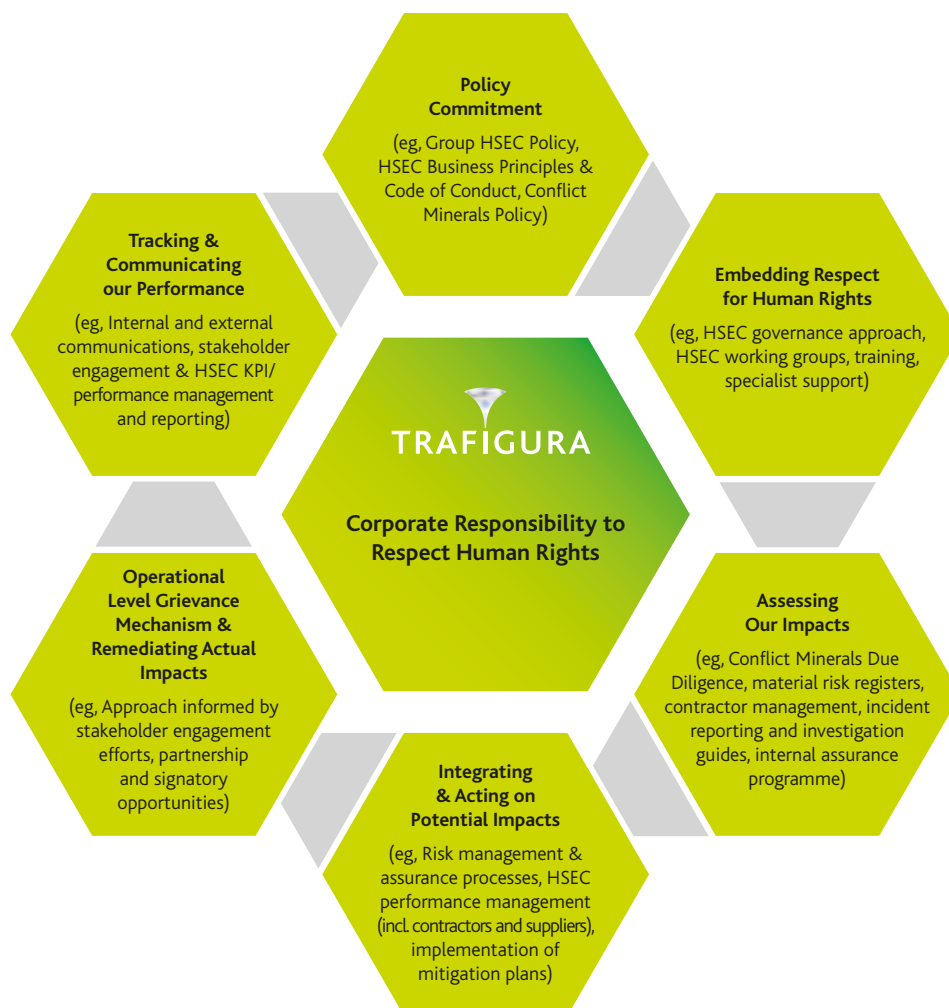 Policy
Commitment
(eg, Group HSEC Policy,
HSEC Business Principles &
Code of Conduct, Conflict
Minerals Policy)
Embedding Respect
for Human Rights
(eg, HSEC governance approach,
HSEC working groups, training,
specialist support)
Assessing
Our Impacts
(eg, Conflict Minerals Due
Diligence, material risk registers,
contractor management, incident
reporting and investigation
guides, internal assurance
programme)
Integrating
& Acting on
Potential Impacts
(eg, Risk management &
assurance processes, HSEC
performance management
(incl. contractors and suppliers),
implementation of
mitigation plans)
Operational
Level Grievance
Mechanism &
Remediating Actual
Impacts
(eg, Approach informed by
stakeholder engagement
efforts, partnership
and signatory
opportunities)
Tracking &
Communicating
our Performance
(eg, Internal and external
communications, stakeholder
engagement & HSEC KPI/
performance management
and reporting)
TRAFIGURA
Corporate Responsibility to
Respect Human Rights